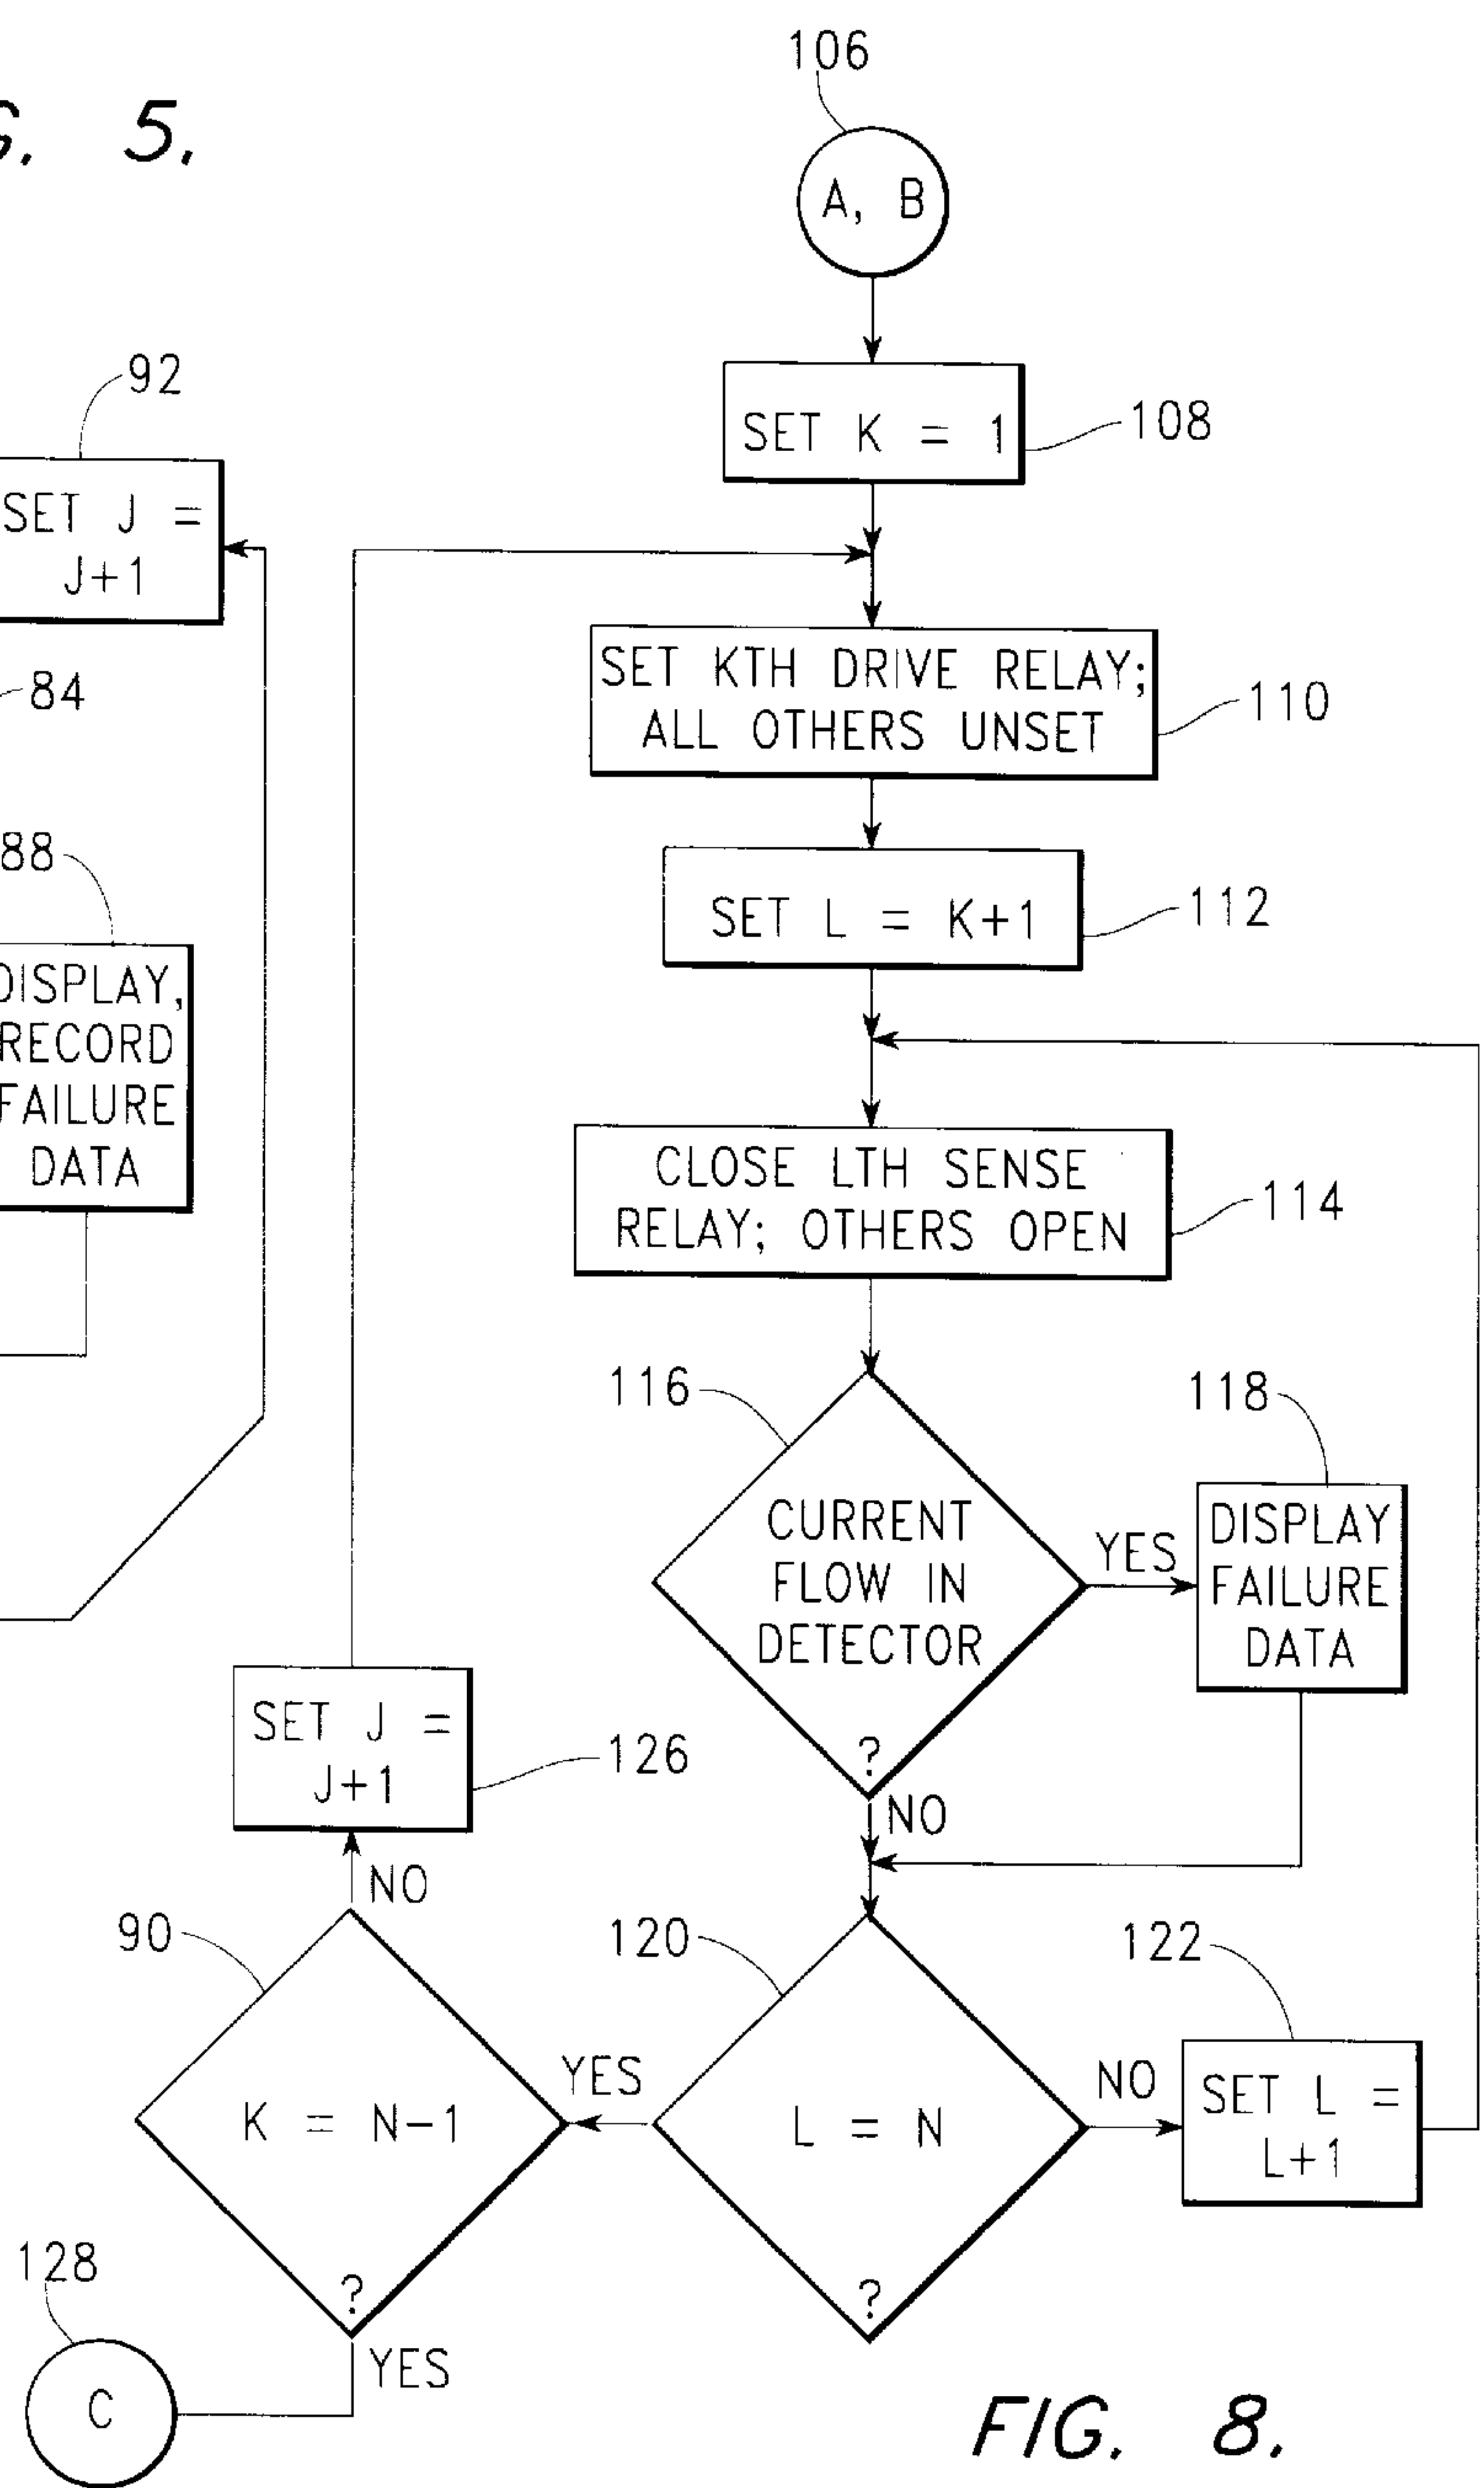 5.
92
SET J =
J+1
84
88
DISPLAY,
RECORD
FAILURE
DATA
106
A, B
SET K = 1
108
SET KTH DRIVE RELAY;
ALL OTHERS UNSET
110
SET L = K+1
112
CLOSE LTH SENSE
RELAY; OTHERS OPEN
114
116
CURRENT
FLOW IN
DETECTOR
?
YES
118
DISPLAY
FAILURE
DATA
NO
SET J =
J+1
126
NO
90
K = N-1
?
YES
120
L = N
?
YES
NO
122
SET L =
L+1
128
C
FIG. 8.